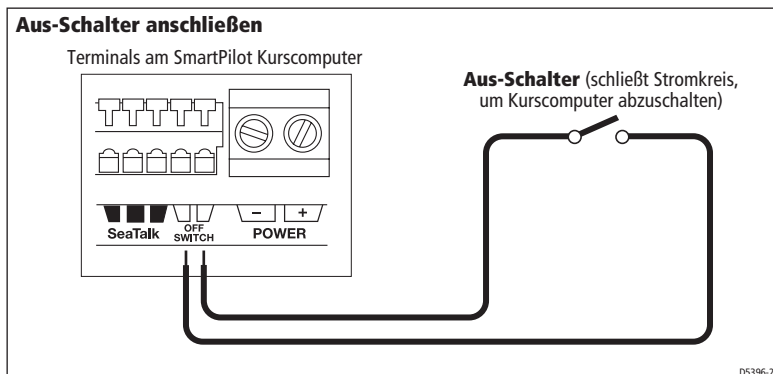 Aus-Schalter anschließen
Terminals am SmartPilot Kurscomputer
Aus-Schalter (schließt Stromkreis,
um Kurscomputer abzuschalten)
– +
SeaTalk OFF SWITCH POWER
D5396-2